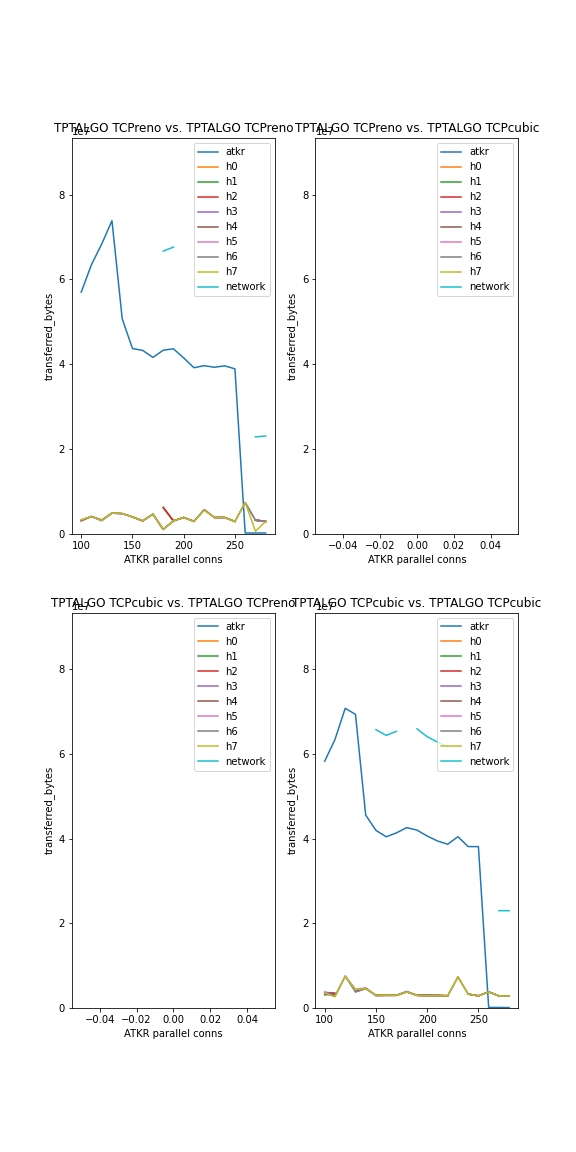 TPTALGO TCPreno vs. TPTALGO TCPreno
1e7
transferred_bytes
8
6
4
2
0
100
150
200
250
ATKR parallel conns
atkr
h0
h1
h2
h3
h4
h5
h6
h7
network
TPTALGO TCPreno vs. TPTALGO TCPcubic
1e7
transferred_bytes
8
6
4
2
0
−0.04
−0.02
0.00
0.02
0.04
ATKR parallel conns
atkr
h0
h1
h2
h3
h4
h5
h6
h7
network
TPTALGO TCPcubic vs. TPTALGO TCPreno
1e7
transferred_bytes
8
6
4
2
0
−0.04
−0.02
0.00
0.02
0.04
ATKR parallel conns
atkr
h0
h1
h2
h3
h4
h5
h6
h7
network
TPTALGO TCPcubic vs. TPTALGO TCPcubic
1e7
transferred_bytes
8
6
4
2
0
100
150
200
250
ATKR parallel conns
atkr
h0
h1
h2
h3
h4
h5
h6
h7
network